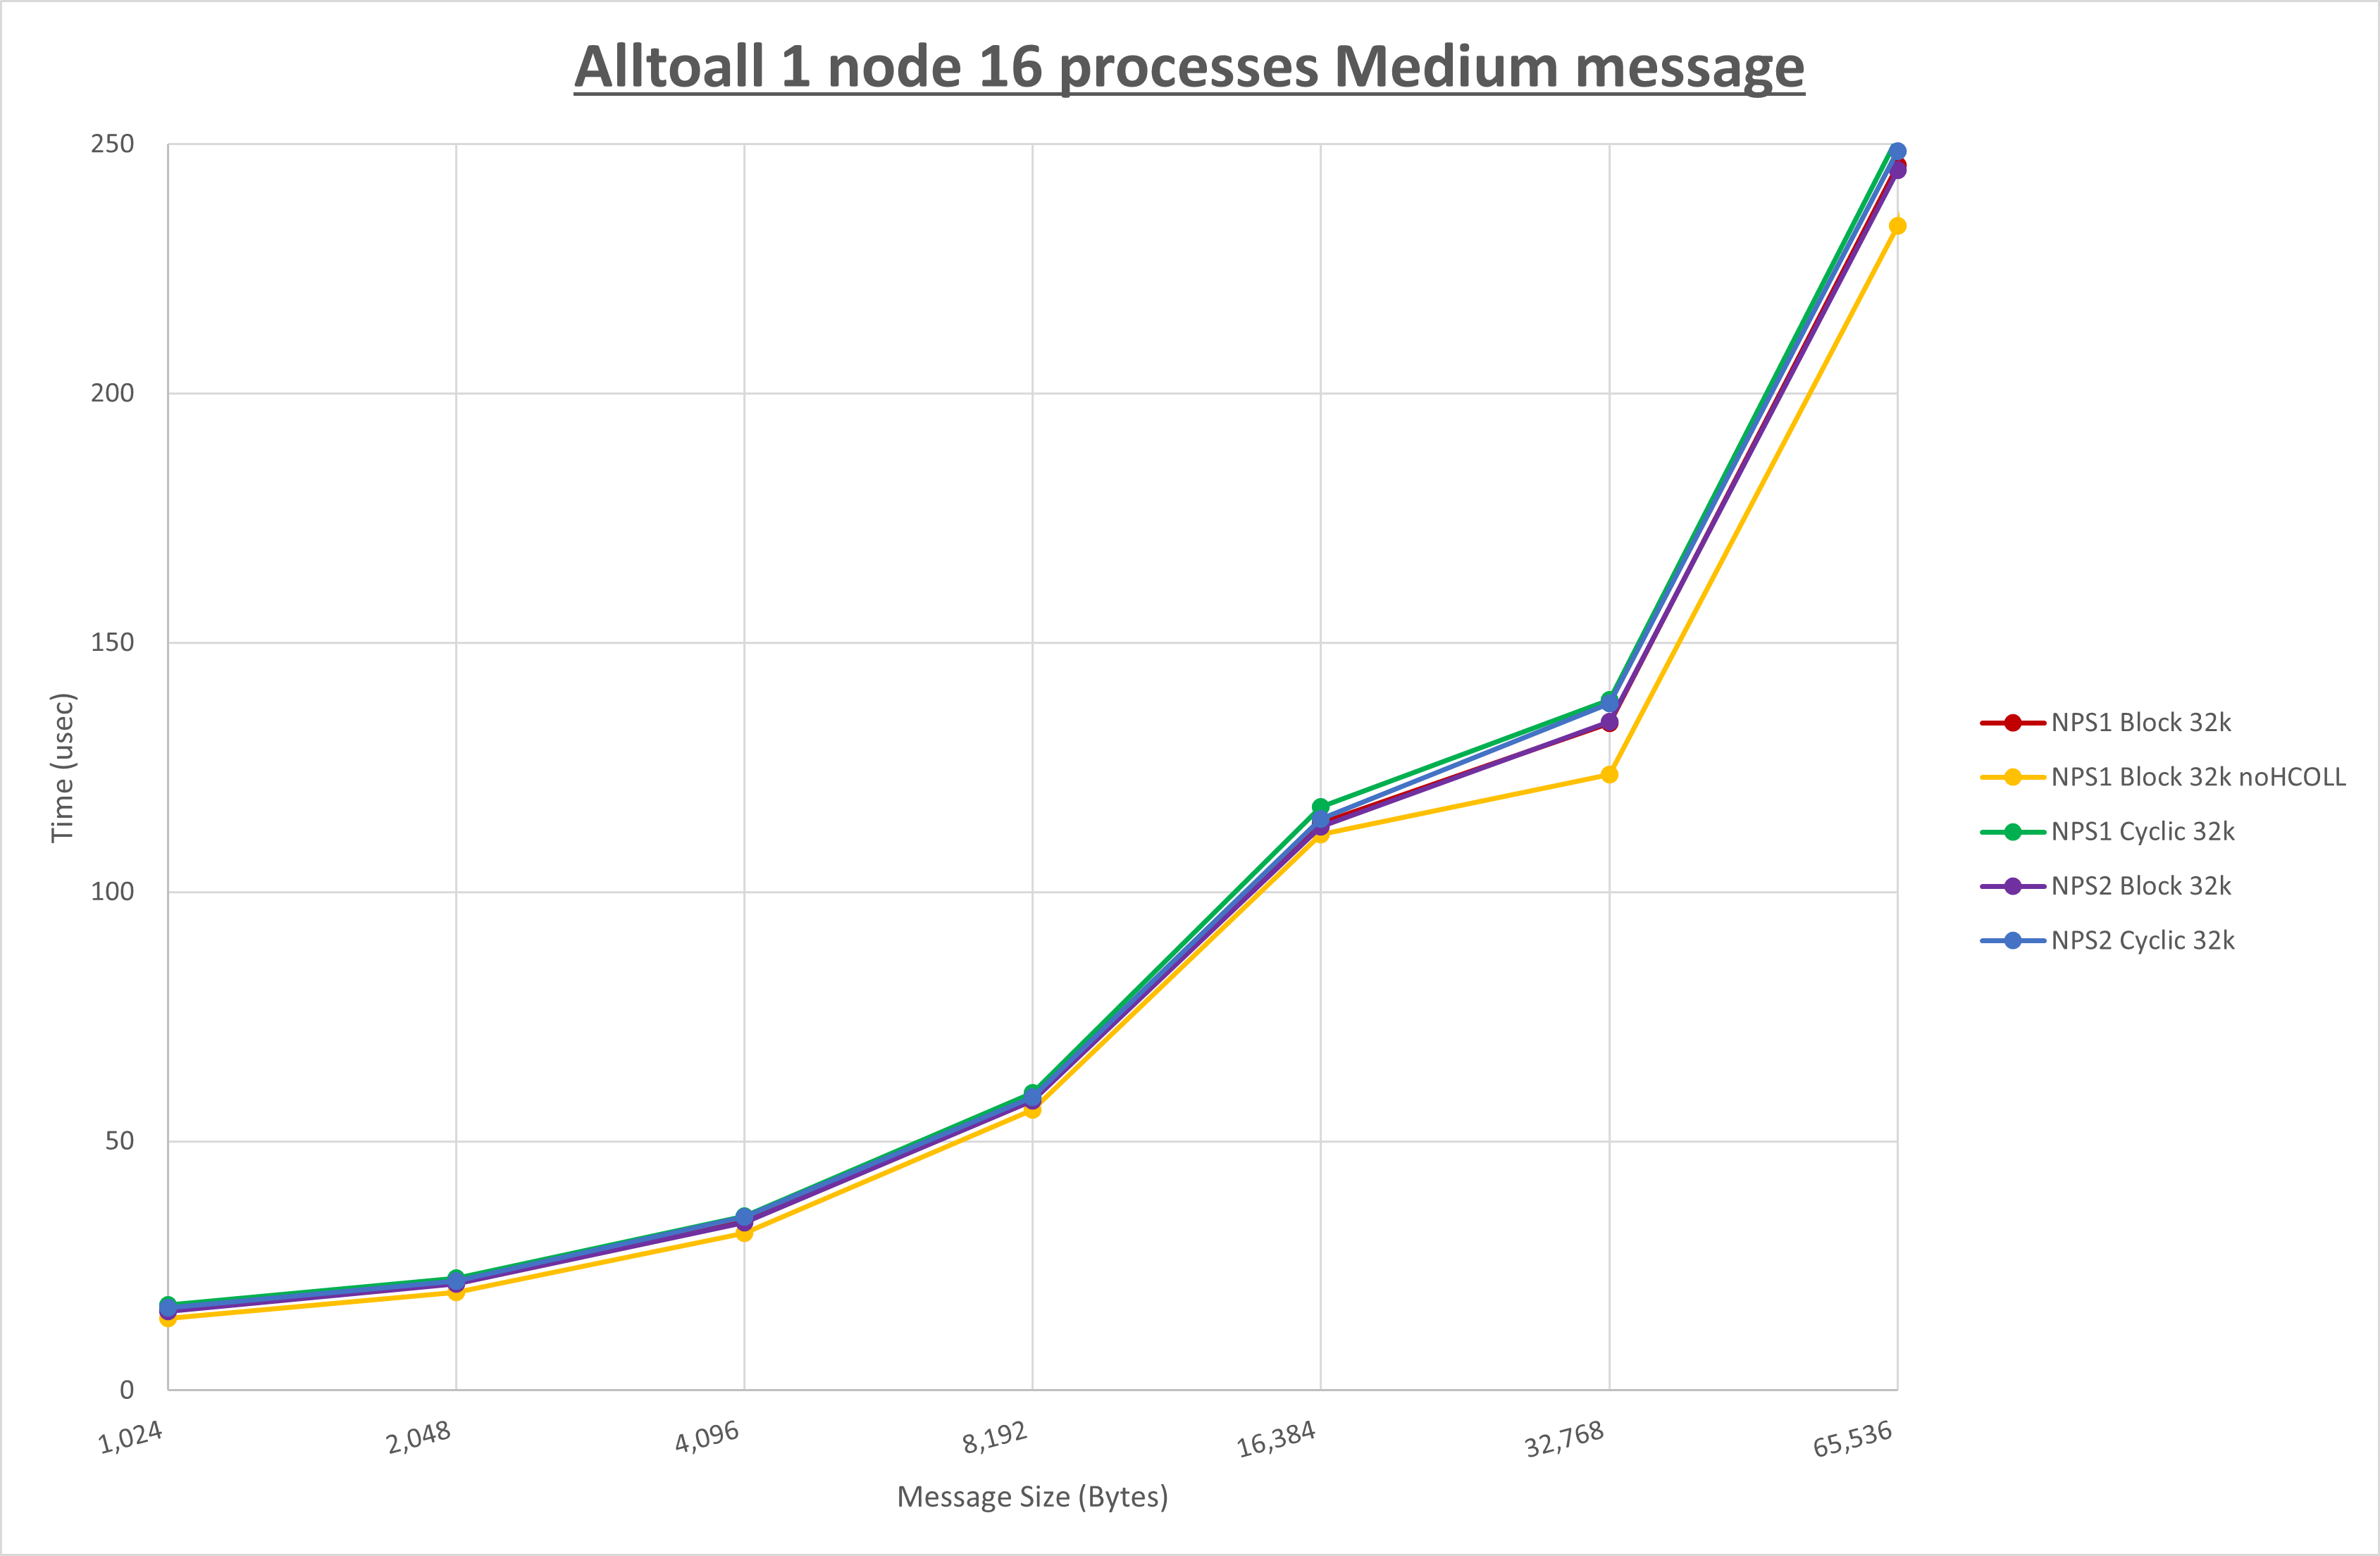 Alltoall 1 node 16 processes Medium message
250
200
150
100
50
0
Time (usec)
1,024
2,048
4,096
8,192
16,384
32,768
65,536
Message Size (Bytes)
NPS1 Block 32k
NPS1 Block 32k noHCOLL
NPS1 Cyclic 32k
NPS2 Block 32k
NPS2 Cyclic 32k